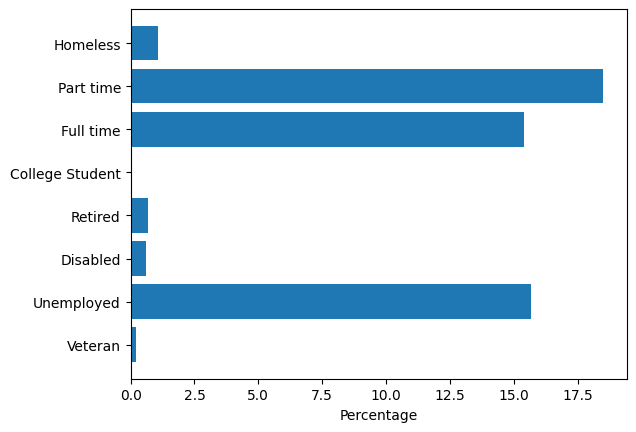 Homeless
Part time
Full time
College Student
Retired
Disabled
Unemployed
Veteran
0.0 2.5 5.0 7.5 10.0 12.5 15.0 17.5
Percentage